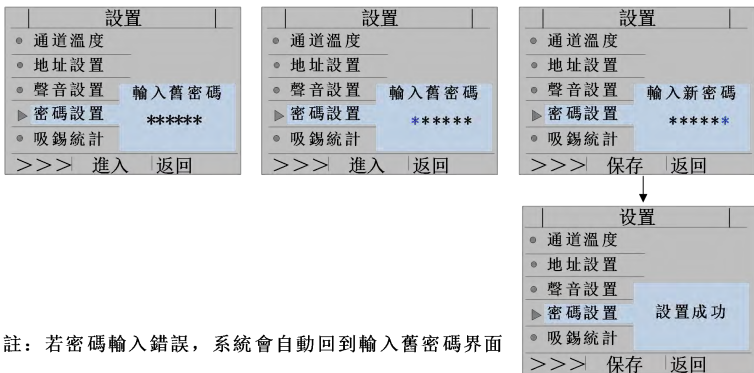 設置
通道溫度
地址設置
聲音設置
輸入舊密碼
密碼設置
******
吸錫統計
>>> 進入 返回
設置
通道溫度
地址設置
聲音設置
輸入舊密碼
密碼設置
******
吸錫統計
>>> 進入 返回
設置
通道溫度
地址設置
聲音設置
輸入新密碼
密碼設置
******
吸錫統計
>>> 保存 返回
设置
通道溫度
地址設置
聲音設置
密碼設置
設置成功
吸錫統計
>>> 保存 返回
註：若密碼輸入錯誤，系統會自動回到輸入舊密碼界面